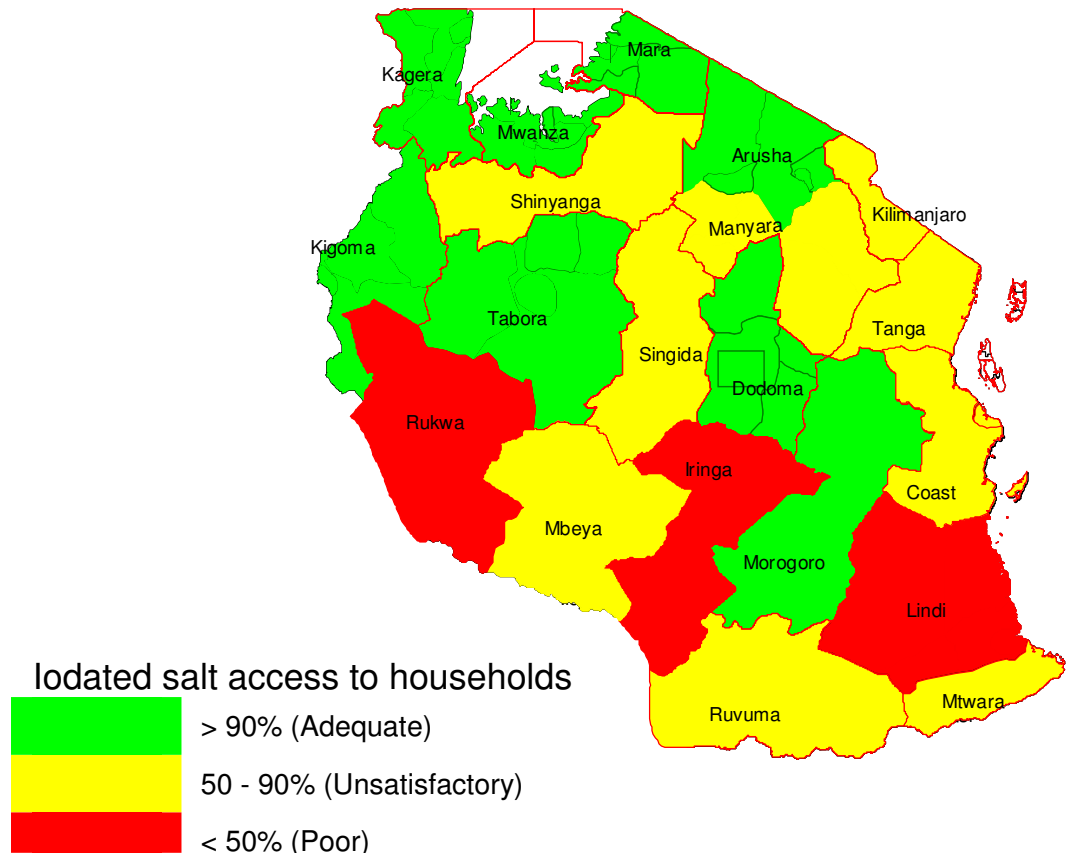 Mara
Kagera
Mwanza
Arusha
Shinyanga
Kilimanjaro
Manyara
Kigoma
Tabora
Tanga
Singida
Dodoma
Rukwa
Iringa
Coast
Mbeya
Morogoro
Lindi
Iodated salt access to households
Mtwara
Ruvuma
> 90% (Adequate)
50 - 90% (Unsatisfactory)
< 50% (Poor)